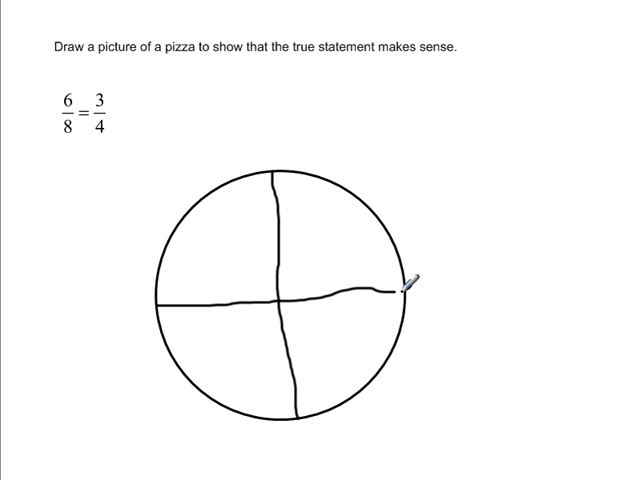 Draw a picture of a pizza to show that the true statement makes sense.
6/8 = 3/4